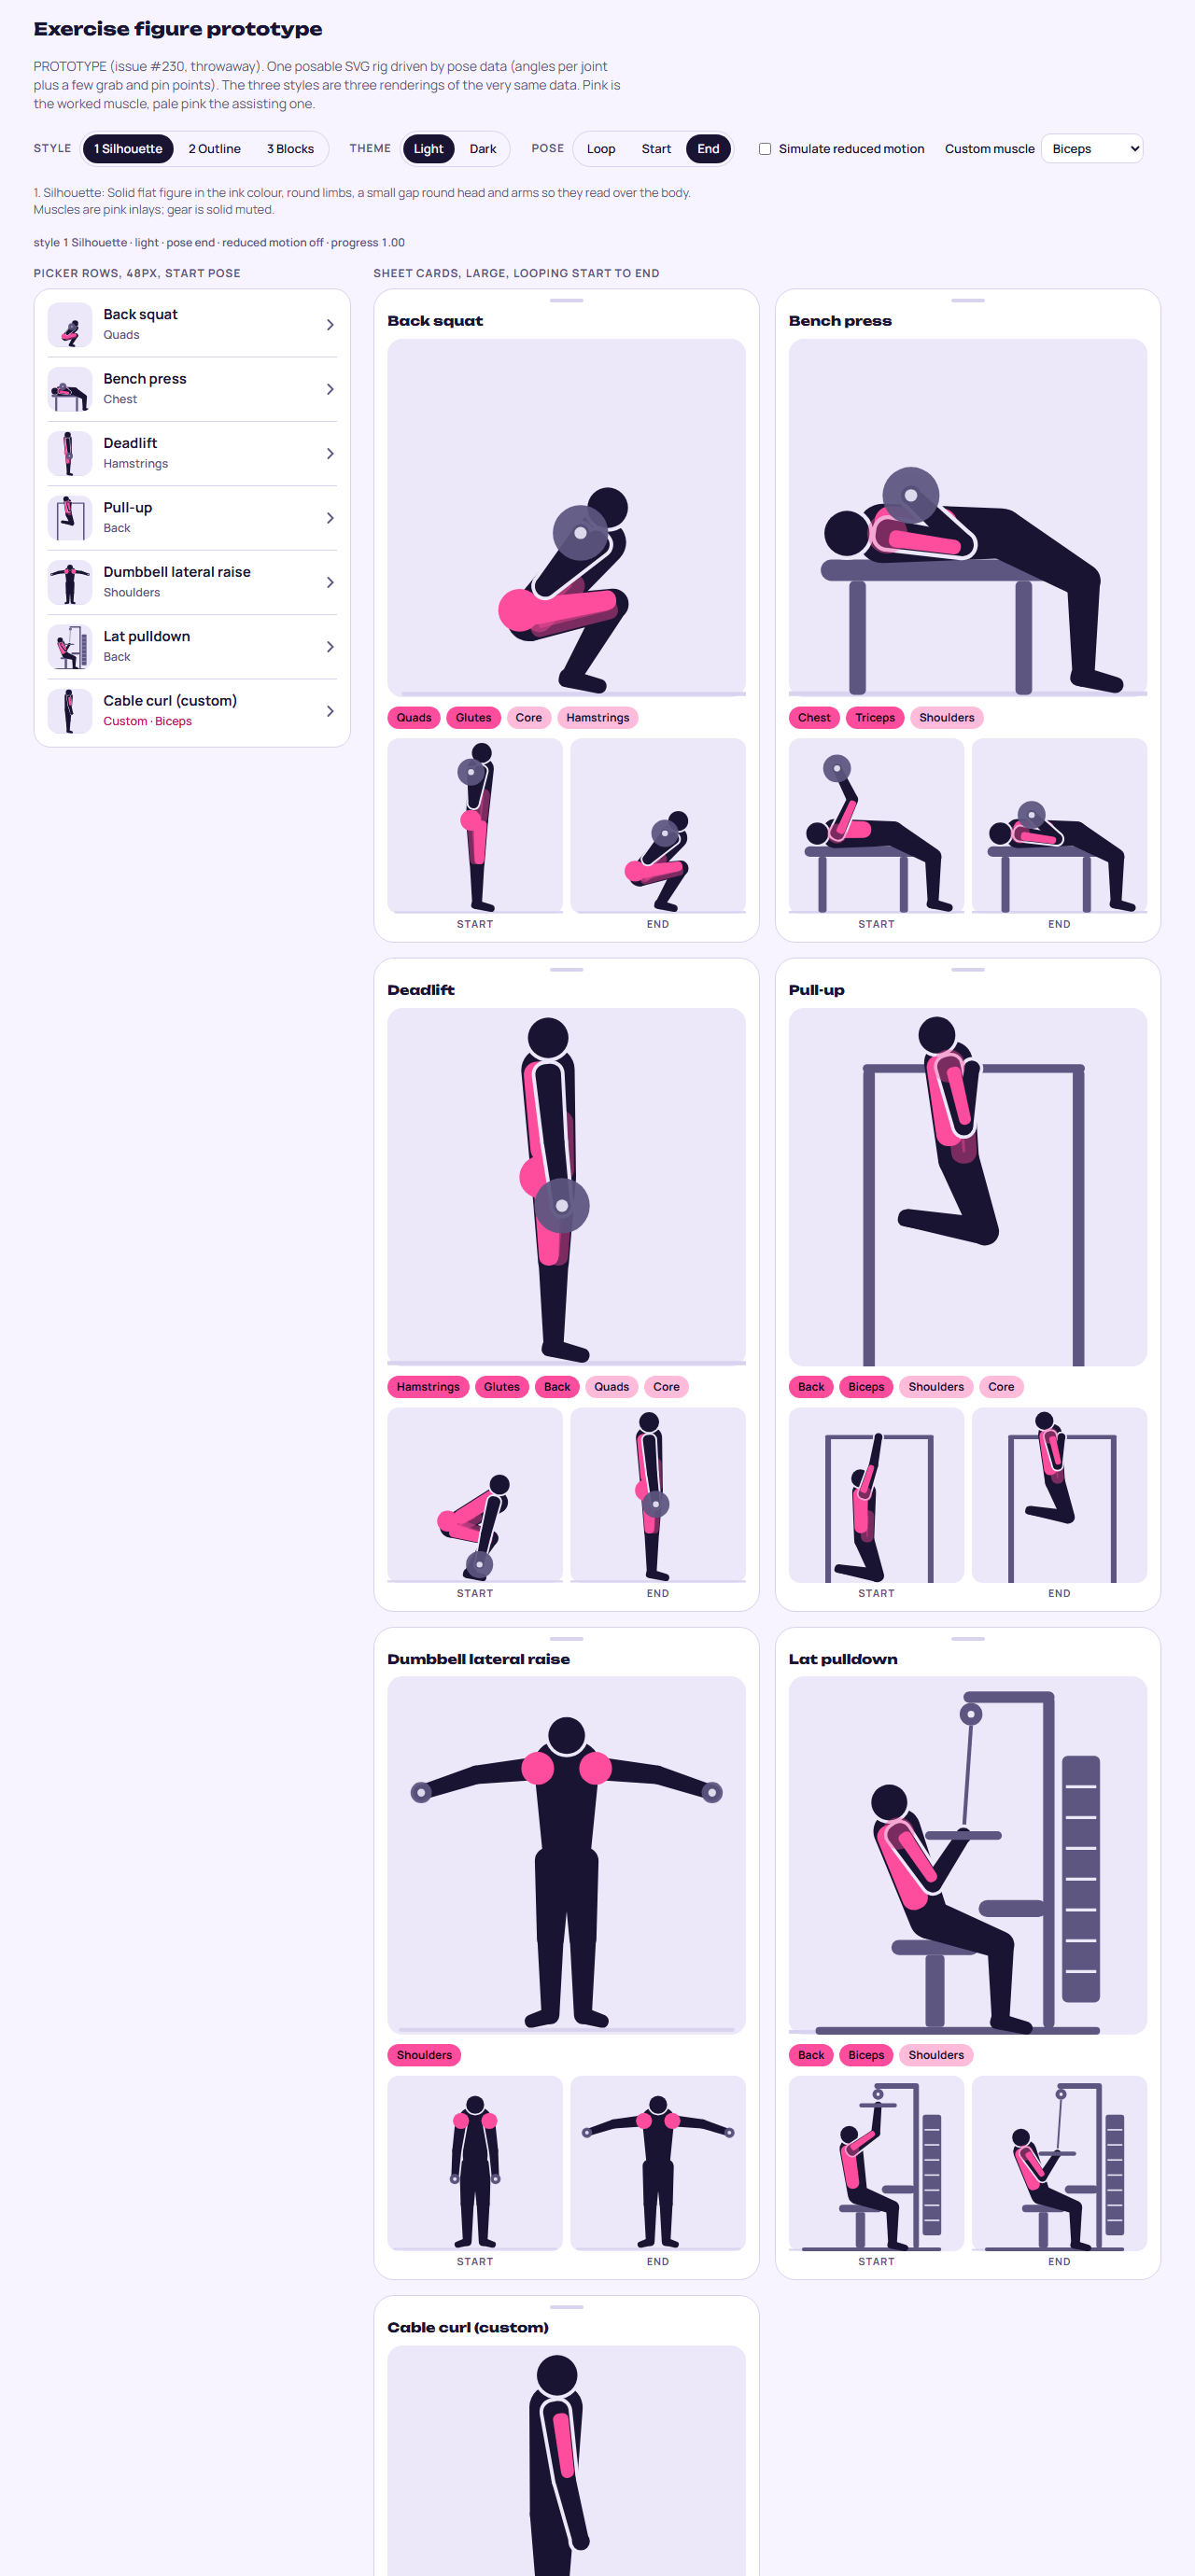 Exercise figure prototype
PROTOTYPE (issue #230, throwaway). One posable SVG rig driven by pose data (angles per joint
plus a few grab and pin points). The three styles are three renderings of the very same data. Pink is
the worked muscle, pale pink the assisting one.
STYLE 1 Silhouette 2 Outline 3 Blocks THEME Light Dark POSE Loop Start End Simulate reduced motion Custom muscle Biceps
1. Silhouette: Solid flat figure in the ink colour, round limbs, a small gap round head and arms so they read over the body.
Muscles are pink inlays; gear is solid muted.
style 1 Silhouette · light · pose end · reduced motion off · progress 1.00
PICKER ROWS, 48PX, START POSE
Back squat
Quads
Bench press
Chest
Deadlift
Hamstrings
Pull-up
Back
Dumbbell lateral raise
Shoulders
Lat pulldown
Back
Cable curl (custom)
Custom · Biceps
SHEET CARDS, LARGE, LOOPING START TO END
Back squat
Quads Glutes Core Hamstrings
START END
Bench press
Chest Triceps Shoulders
START END
Deadlift
Hamstrings Glutes Back Quads Core
START END
Pull-up
Back Biceps Shoulders Core
START END
Dumbbell lateral raise
Shoulders
START END
Lat pulldown
Back Biceps Shoulders
START END
Cable curl (custom)